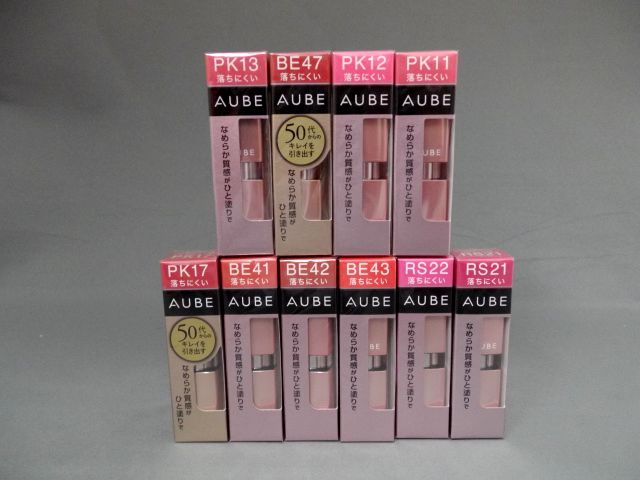 PK13
落ちにくい
AUBE
なめらか質感がひと塗りで
UBE
BE47
落ちにくい
AUBE
50代
からの
キレイを
引き出す
なめらか質感が
ひと塗りで
PK12
落ちにくい
AUBE
なめらか質感がひと塗りで
PK11
落ちにくい
AUBE
なめらか質感がひと塗りで
PK17
落ちにくい
AUBE
50代
からの
キレイを
引き出す
なめらか質感が
ひと塗りで
BE41
落ちにくい
AUBE
なめらか質感がひと塗りで
BE42
落ちにくい
AUBE
なめらか質感がひと塗りで
BE43
落ちにくい
AUBE
なめらか質感がひと塗りで
BE
RS22
落ちにくい
AUBE
なめらか質感がひと塗りで
RS21
RS21
落ちにくい
AUBE
なめらか質感がひと塗りで
UBE